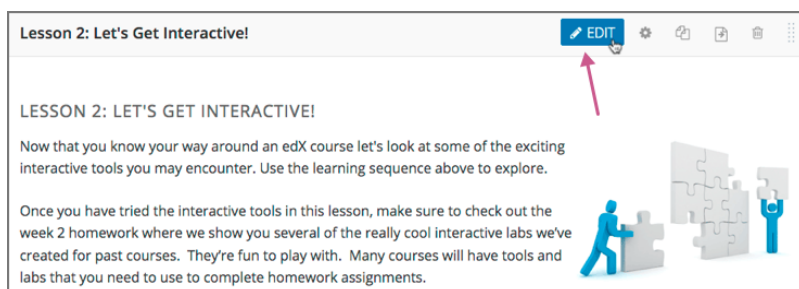 Lesson 2: Let's Get Interactive!
EDIT
LESSON 2: LET'S GET INTERACTIVE!
Now that you know your way around an edX course let's look at some of the exciting
interactive tools you may encounter. Use the learning sequence above to explore.
Once you have tried the interactive tools in this lesson, make sure to check out the
week 2 homework where we show you several of the really cool interactive labs we've
created for past courses.  They're fun to play with.  Many courses will have tools and
labs that you need to use to complete homework assignments.